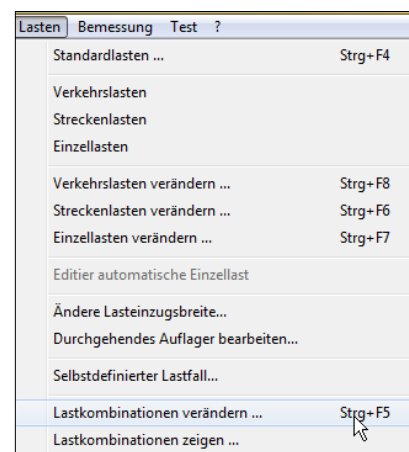 Lasten Bemessung Test ?
Standardlasten ... Strg+F4
Verkehrslasten
Streckenlasten
Einzellasten
Verkehrslasten verändern ... Strg+F8
Streckenlasten verändern ... Strg+F6
Einzellasten verändern ... Strg+F7
Editier automatische Einzellast
Ändere Lasteinzugsbreite...
Durchgehendes Auflager bearbeiten...
Selbstdefinierter Lastfall...
Lastkombinationen verändern ... Strg+F5
Lastkombinationen zeigen ...